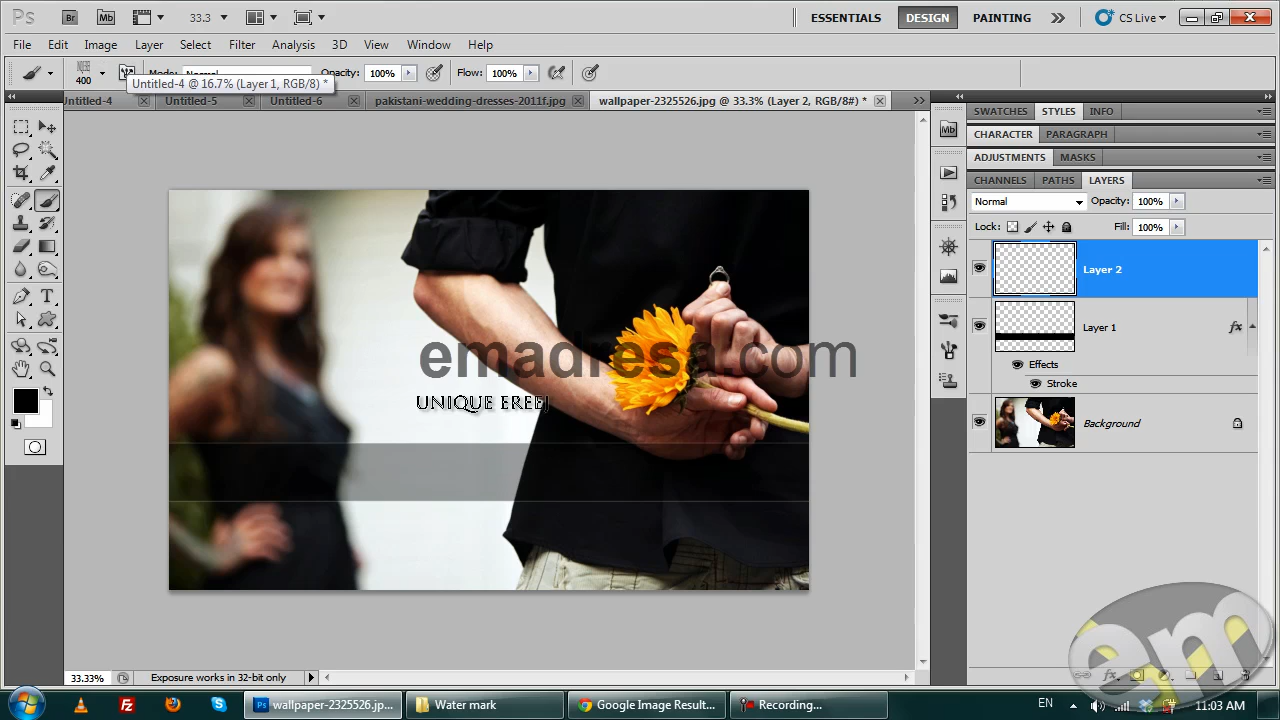 Ps Br Mb 33.3 ESSENTIALS DESIGN PAINTING CS Live
File Edit Image Layer Select Filter Analysis 3D View Window Help
400 Mode: Normal Opacity: 100% Flow: 100%
Untitled-4 @ 16.7% (Layer 1, RGB/8) *
Untitled-4 Untitled-5 Untitled-6 pakistani-wedding-dresses-2011f.jpg wallpaper-2325526.jpg @ 33.3% (Layer 2, RGB/8#) *
SWATCHES STYLES INFO
Mb
CHARACTER PARAGRAPH
ADJUSTMENTS MASKS
CHANNELS PATHS LAYERS
Normal Opacity: 100%
Lock: Fill: 100%
Layer 2
Layer 1 fx
Effects
Stroke
Background
emadresa.com
33.33% Exposure works in 32-bit only
em
wallpaper-2325526.jp... Water mark Google Image Result... Recording... EN 11:03 AM